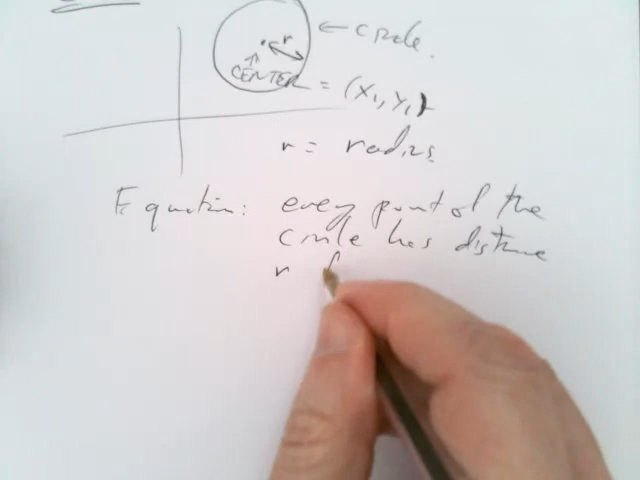 r ← circle.
CENTER = (x₁, y₁)
r = radius
Equation: every point of the
circle has distance
r f